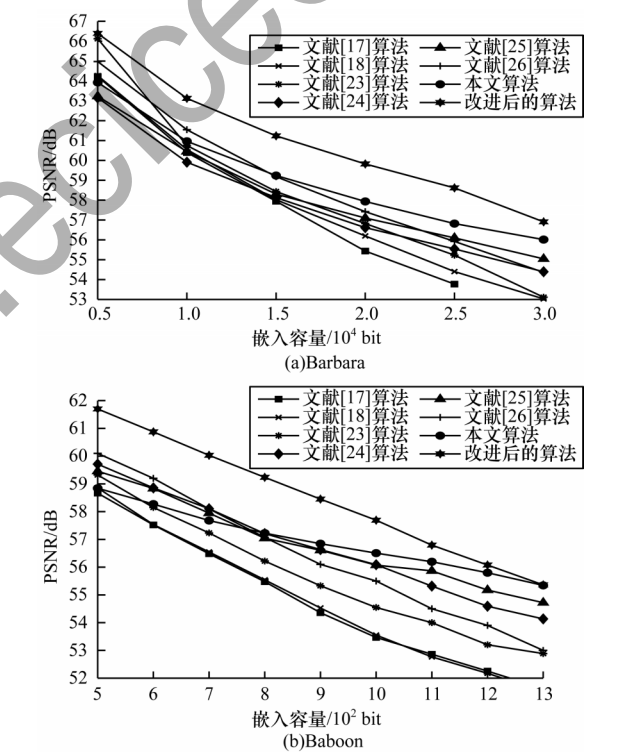 67
66
65
64
63
62
61
60
59
58
57
56
55
54
53
PSNR/dB
文献[17]算法 文献[25]算法
文献[18]算法 文献[26]算法
文献[23]算法 本文算法
文献[24]算法 改进后的算法
0.5 1.0 1.5 2.0 2.5 3.0
嵌入容量/10⁴ bit
(a)Barbara
62
61
60
59
58
57
56
55
54
53
52
PSNR/dB
文献[17]算法 文献[25]算法
文献[18]算法 文献[26]算法
文献[23]算法 本文算法
文献[24]算法 改进后的算法
5 6 7 8 9 10 11 12 13
嵌入容量/10² bit
(b)Baboon